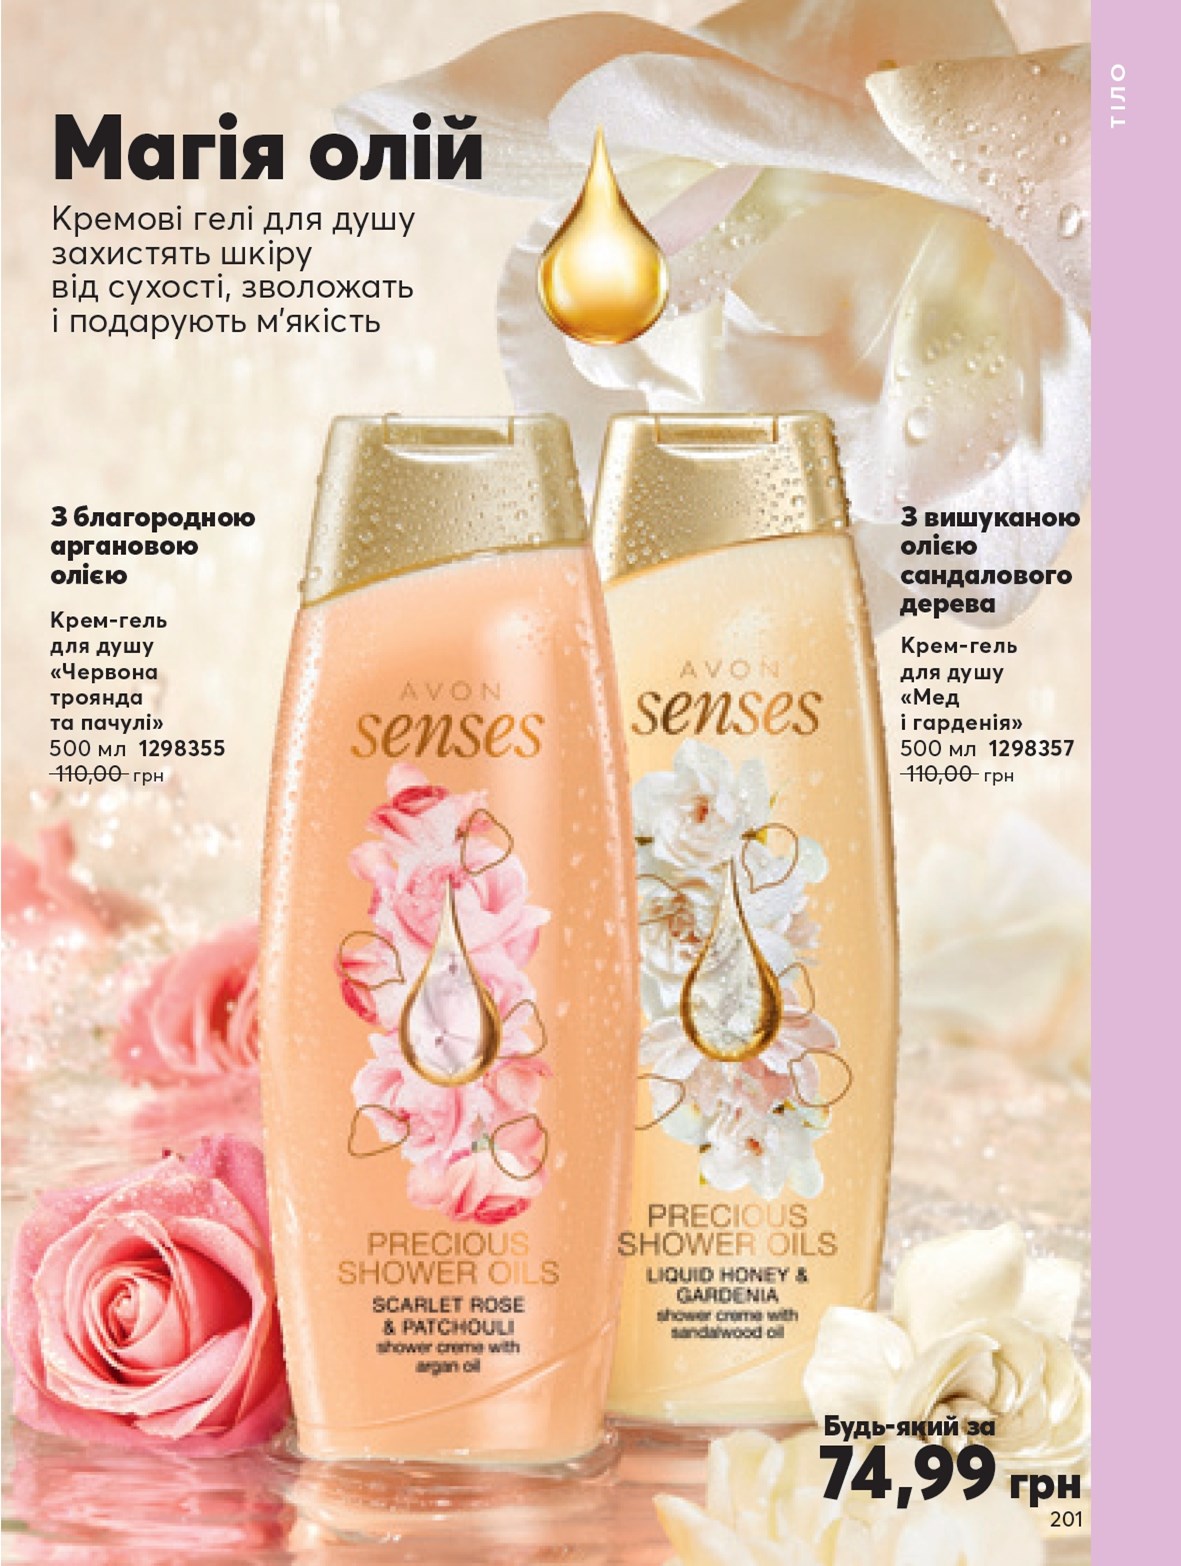 ТІЛО
Магія олій
Кремові гелі для душу
захистять шкіру
від сухості, зволожать
і подарують м'якість
З благородною
аргановою
олією
Крем-гель
для душу
«Червона
троянда
та пачулі»
500 мл 1298355
110,00 грн
З вишуканою
олією
сандалового
дерева
Крем-гель
для душу
«Мед
і гарденія»
500 мл 1298357
110,00 грн
AVON
senses
PRECIOUS
SHOWER OILS
SCARLET ROSE
& PATCHOULI
shower creme with
argan oil
AVON
senses
PRECIOUS
SHOWER OILS
LIQUID HONEY &
GARDENIA
shower creme with
sandalwood oil
Будь-який за
74,99 грн
201